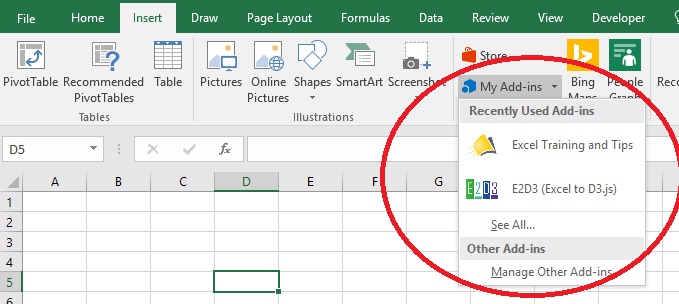 File Home Insert Draw Page Layout Formulas Data Review View Developer
PivotTable Recommended PivotTables Table
Tables
Pictures Online Pictures Shapes SmartArt Screenshot
Illustrations
Store
My Add-ins
Bing Maps People Graph
Recently Used Add-ins
Excel Training and Tips
E2D3 E2D3 (Excel to D3.js)
See All...
Other Add-ins
Manage Other Add-ins
D5 fx
A B C D E F G
1
2
3
4
5
6